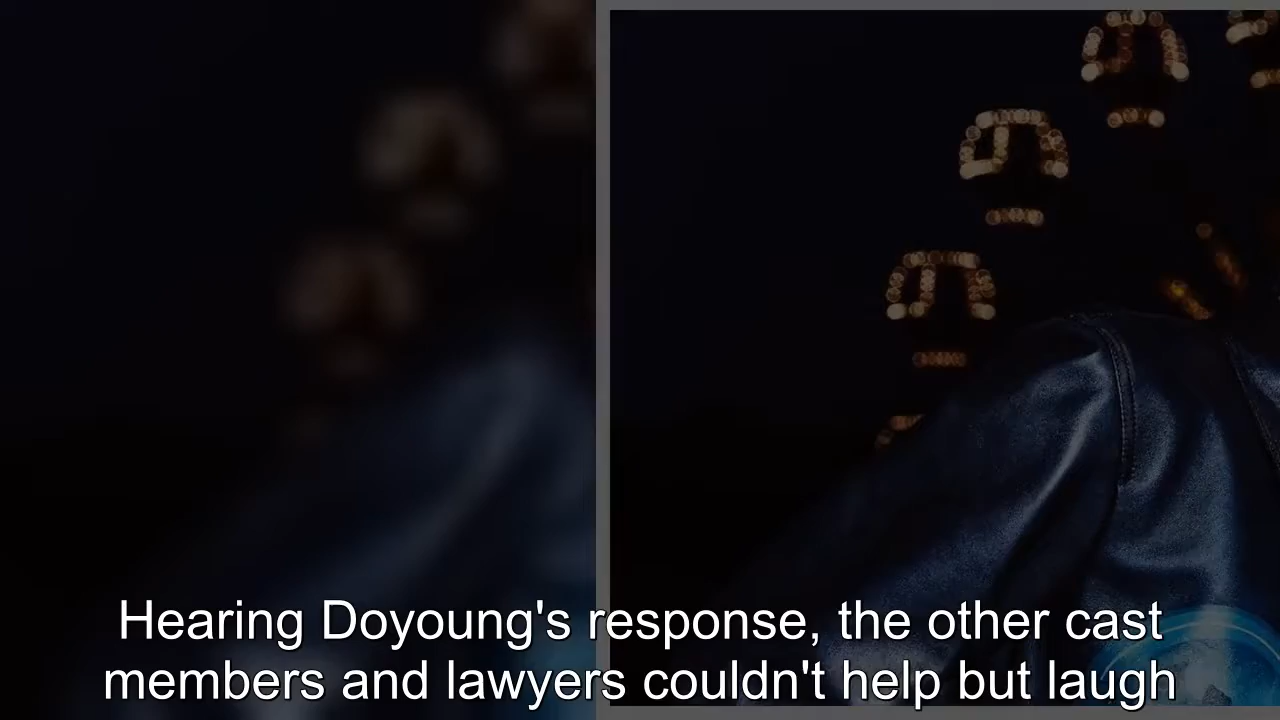 Hearing Doyoung's response, the other cast
members and lawyers couldn't help but laugh